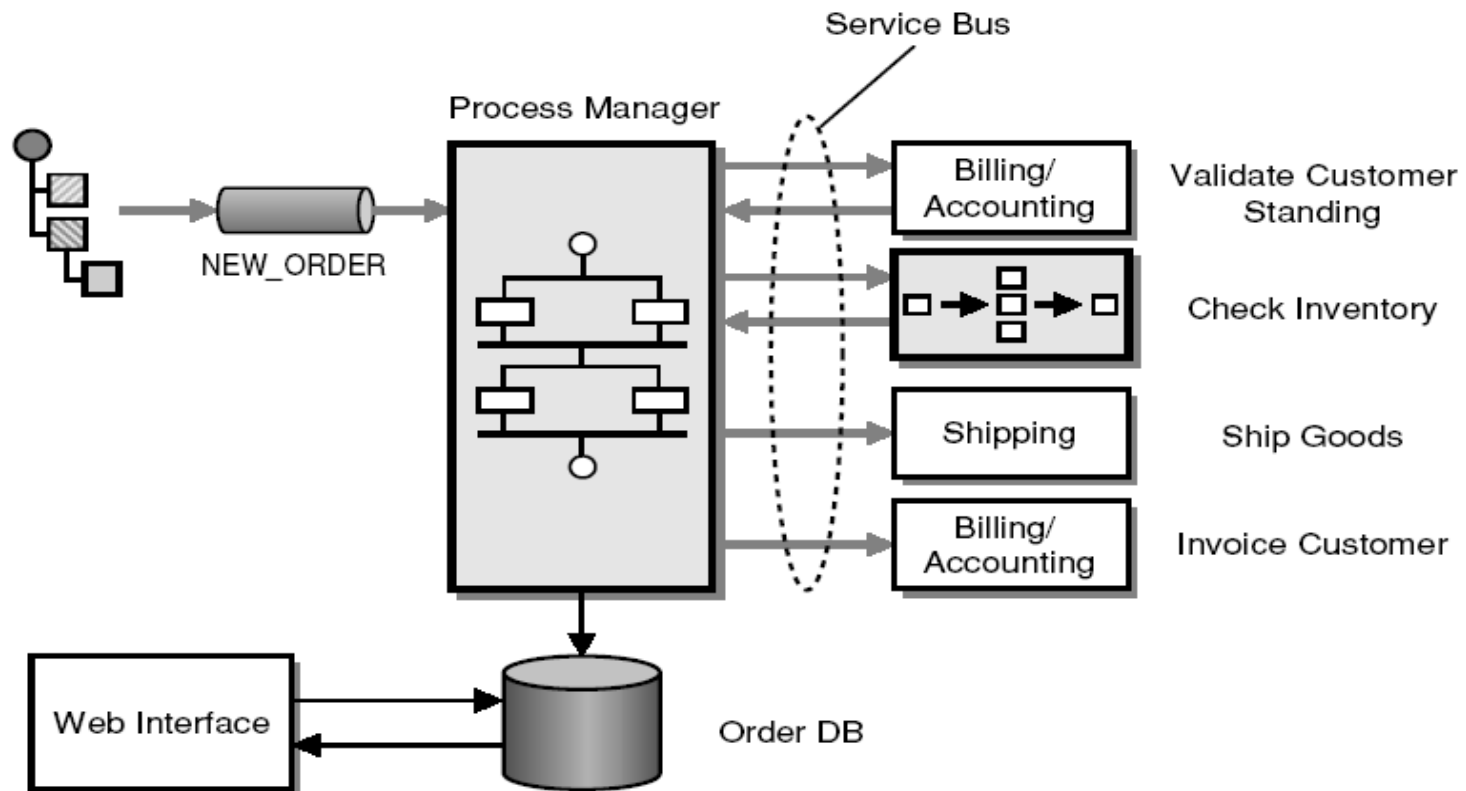 Service Bus
Process Manager
Billing/
Accounting
Validate Customer
Standing
NEW_ORDER
Check Inventory
Shipping
Ship Goods
Billing/
Accounting
Invoice Customer
Web Interface
Order DB